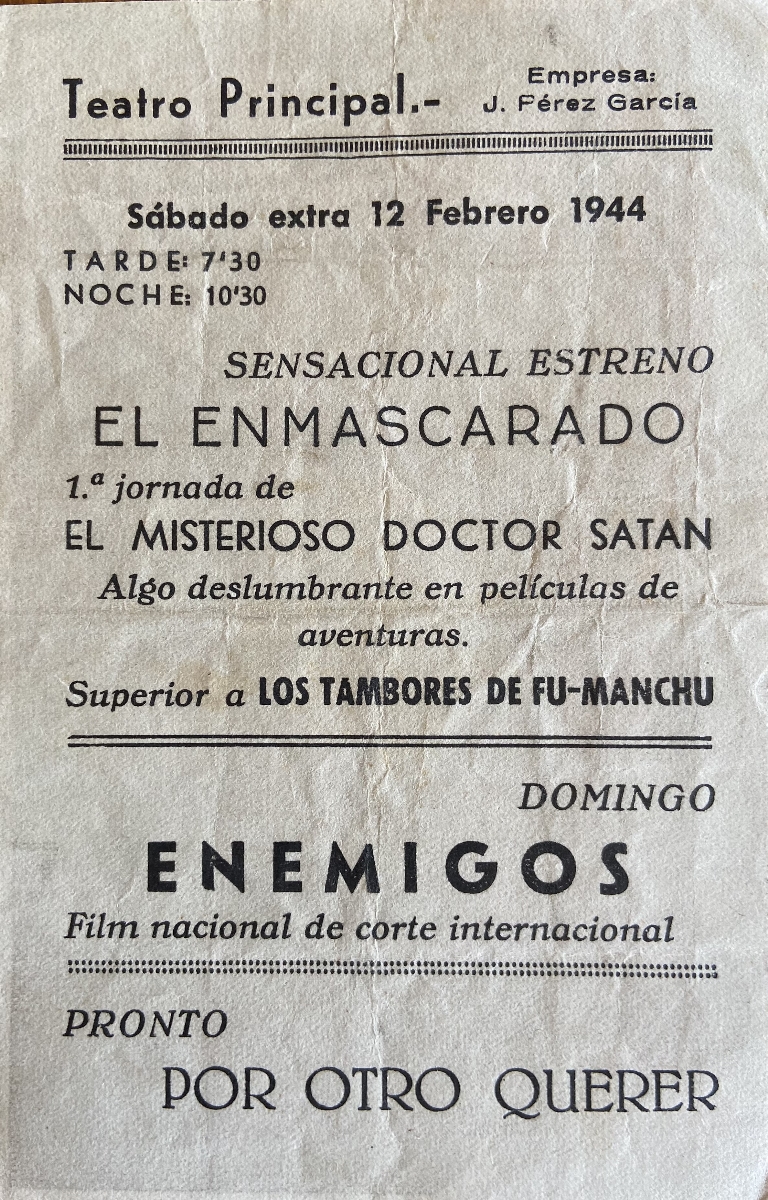 Teatro Principal.-
Empresa:
J. Pérez García
Sábado extra 12 Febrero 1944
TARDE: 7'30
NOCHE: 10'30
SENSACIONAL ESTRENO
EL ENMASCARADO
1.ª jornada de
EL MISTERIOSO DOCTOR SATAN
Algo deslumbrante en películas de
aventuras.
Superior a LOS TAMBORES DE FU-MANCHU
DOMINGO
ENEMIGOS
Film nacional de corte internacional
PRONTO
POR OTRO QUERER